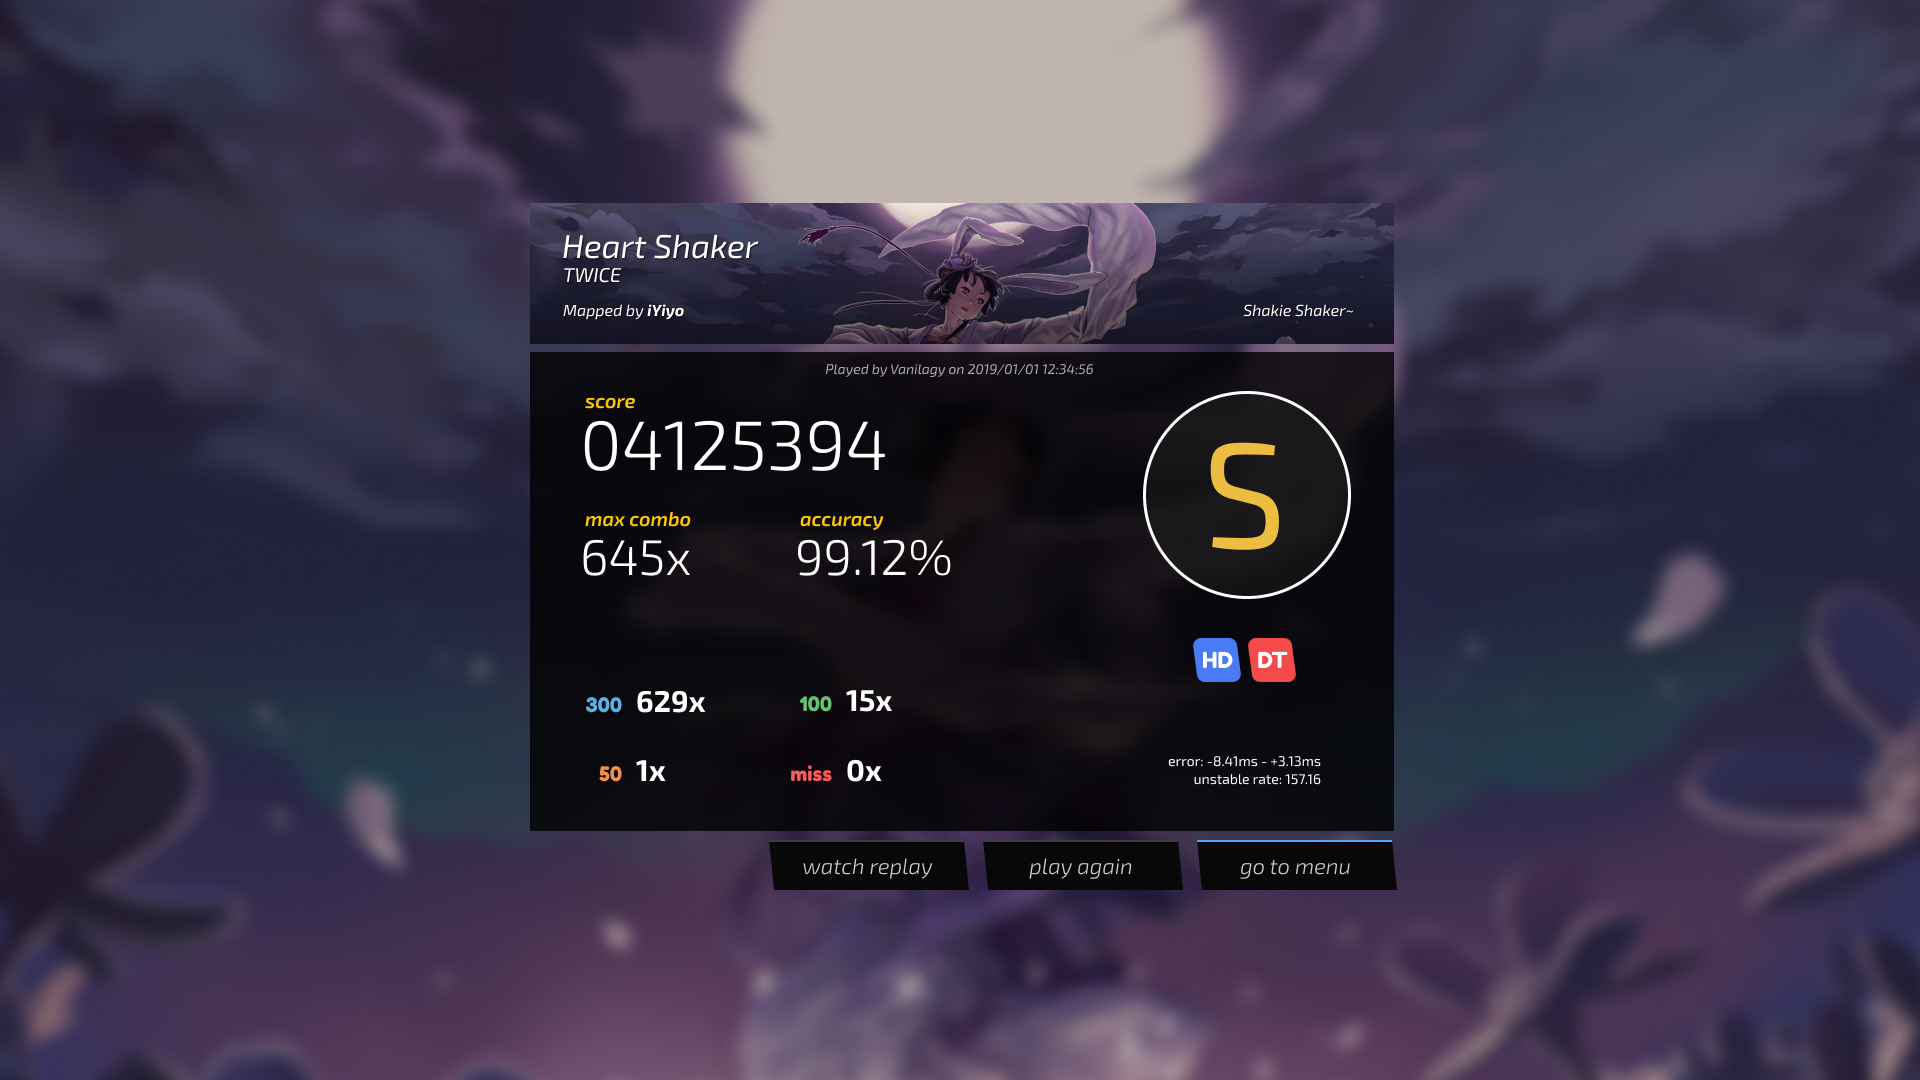 Heart Shaker
TWICE
Mapped by iYiyo
Shakie Shaker~
Played by Vanilagy on 2019/01/01 12:34:56
score
04125394
max combo
accuracy
645x
99.12%
S
HD DT
300 629x
100 15x
50 1x
miss 0x
error: -8.41ms - +3.13ms
unstable rate: 157.16
watch replay
play again
go to menu